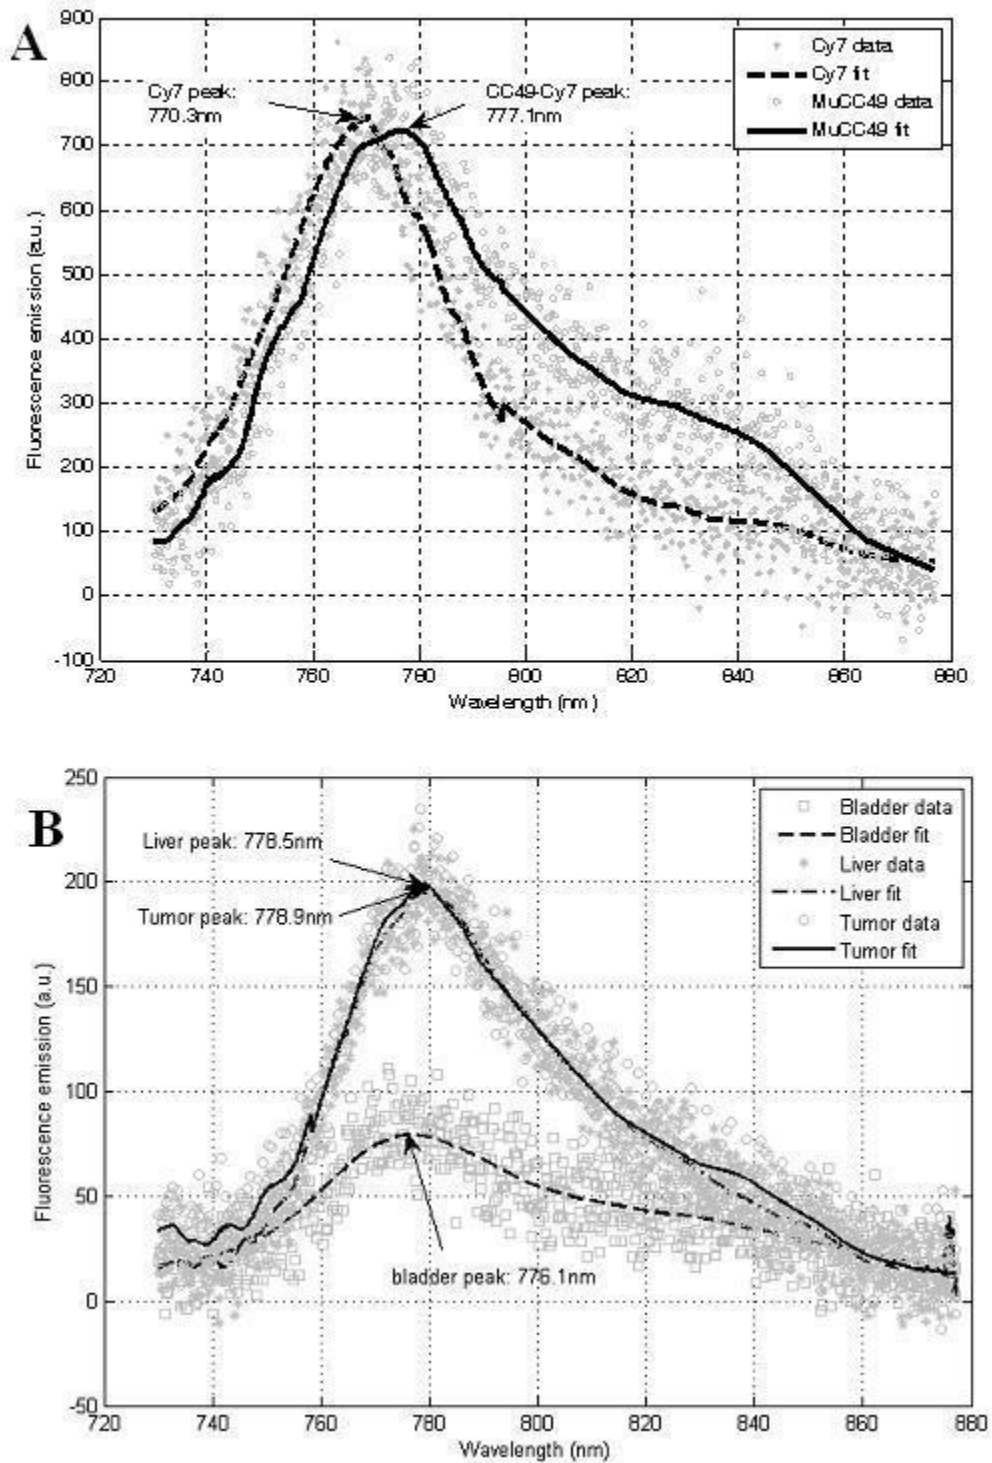 A
900
800
700
600
500
400
300
200
100
0
-100
Fluorescence emission (a.u.)
Cy7 peak:
770.3nm
CC49-Cy7 peak:
777.1nm
Cy7 data
Cy7 fit
MuCC49 data
MuCC49 fit
720 740 760 780 800 820 840 860 880
Wavelength (nm)
B
250
200
150
100
50
0
-50
Fluorescence emission (a.u.)
Liver peak: 778.5nm
Tumor peak: 778.9nm
bladder peak: 776.1nm
Bladder data
Bladder fit
Liver data
Liver fit
Tumor data
Tumor fit
720 740 760 780 800 820 840 860 880
Wavelength (nm)